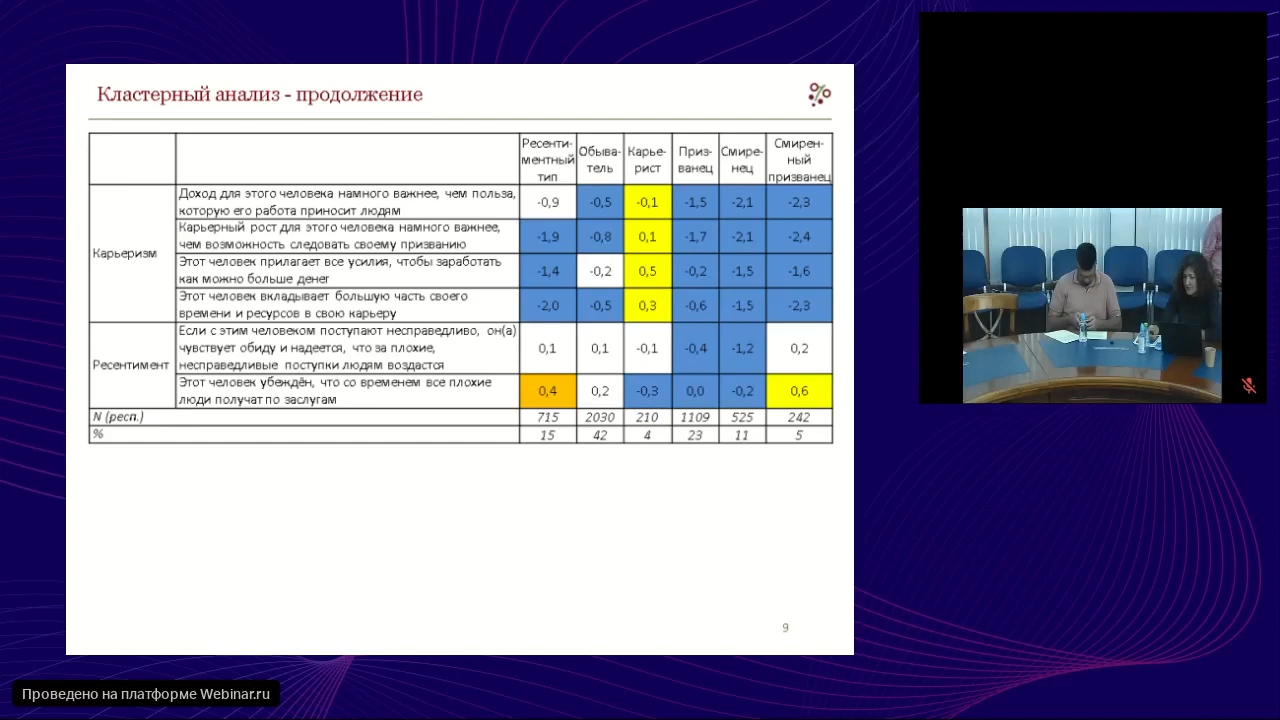 Кластерный анализ - продолжение
Ресенти-
ментный
тип
Обыва-
тель
Карье-
рист
Приз-
ванец
Смире-
нец
Смирен-
ный
призванец
Карьеризм
Доход для этого человека намного важнее, чем польза,
которую его работа приносит людям
-0,9 -0,5 -0,1 -1,5 -2,1 -2,3
Карьерный рост для этого человека намного важнее,
чем возможность следовать своему призванию
-1,9 -0,8 0,1 -1,7 -2,1 -2,4
Этот человек прилагает все усилия, чтобы заработать
как можно больше денег
-1,4 -0,2 0,5 -0,2 -1,5 -1,6
Этот человек вкладывает большую часть своего
времени и ресурсов в свою карьеру
-2,0 -0,5 0,3 -0,6 -1,5 -2,3
Ресентимент
Если с этим человеком поступают несправедливо, он(а)
чувствует обиду и надеется, что за плохие,
несправедливые поступки людям воздастся
0,1 0,1 -0,1 -0,4 -1,2 0,2
Этот человек убеждён, что со временем все плохие
люди получат по заслугам
0,4 0,2 -0,3 0,0 -0,2 0,6
N (респ.) 715 2030 210 1109 525 242
% 15 42 4 23 11 5
9
Проведено на платформе Webinar.ru